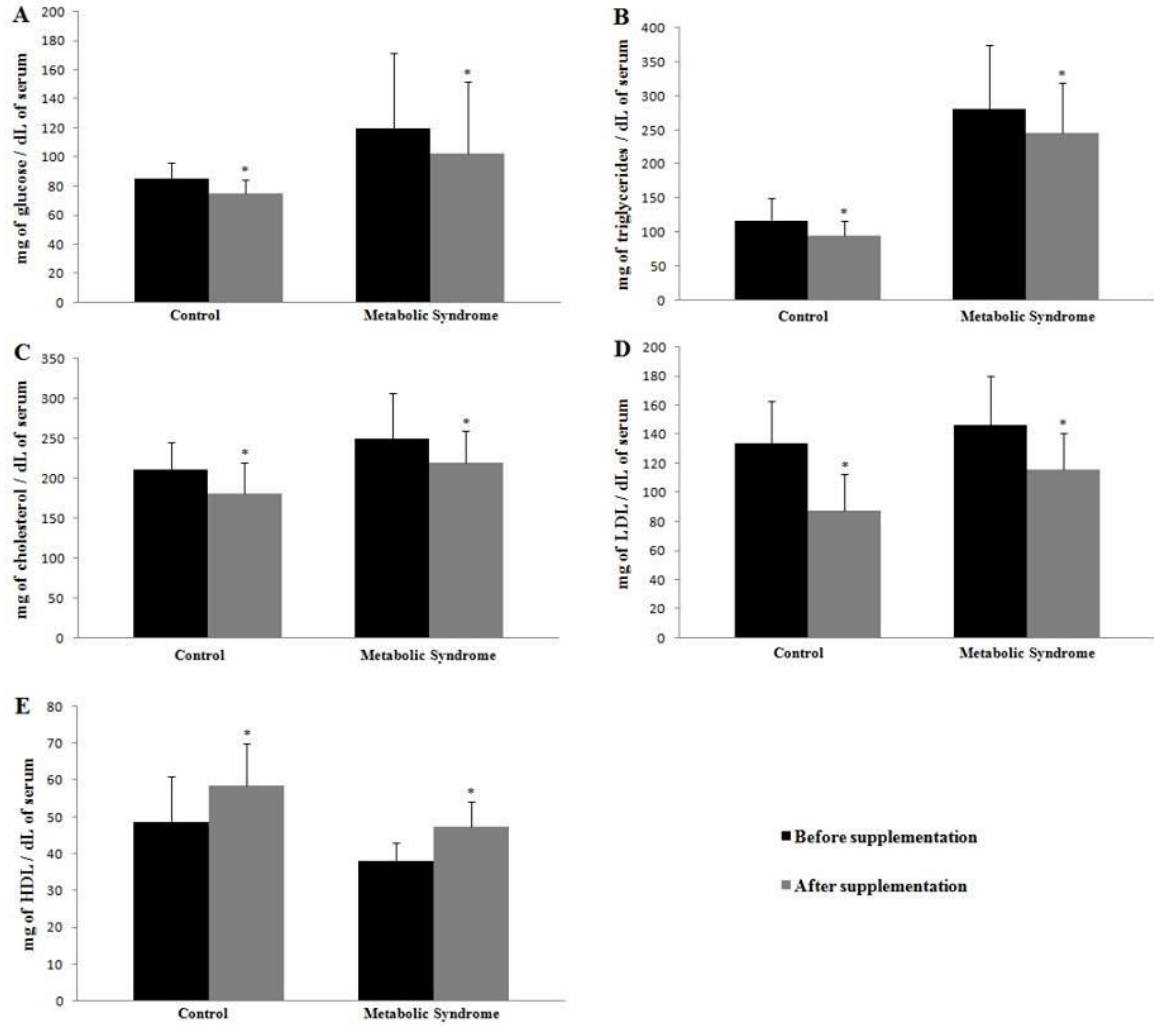 A
mg of glucose / dL of serum
200
180
160
140
120
100
80
60
40
20
0
*
*
Control
Metabolic Syndrome
B
mg of triglycerides / dL of serum
400
350
300
250
200
150
100
50
0
*
*
Control
Metabolic Syndrome
C
mg of cholesterol / dL of serum
350
300
250
200
150
100
50
0
*
*
Control
Metabolic Syndrome
D
mg of LDL / dL of serum
200
180
160
140
120
100
80
60
40
20
0
*
*
Control
Metabolic Syndrome
E
mg of HDL / dL of serum
80
70
60
50
40
30
20
10
0
*
*
Control
Metabolic Syndrome
Before supplementation
After supplementation